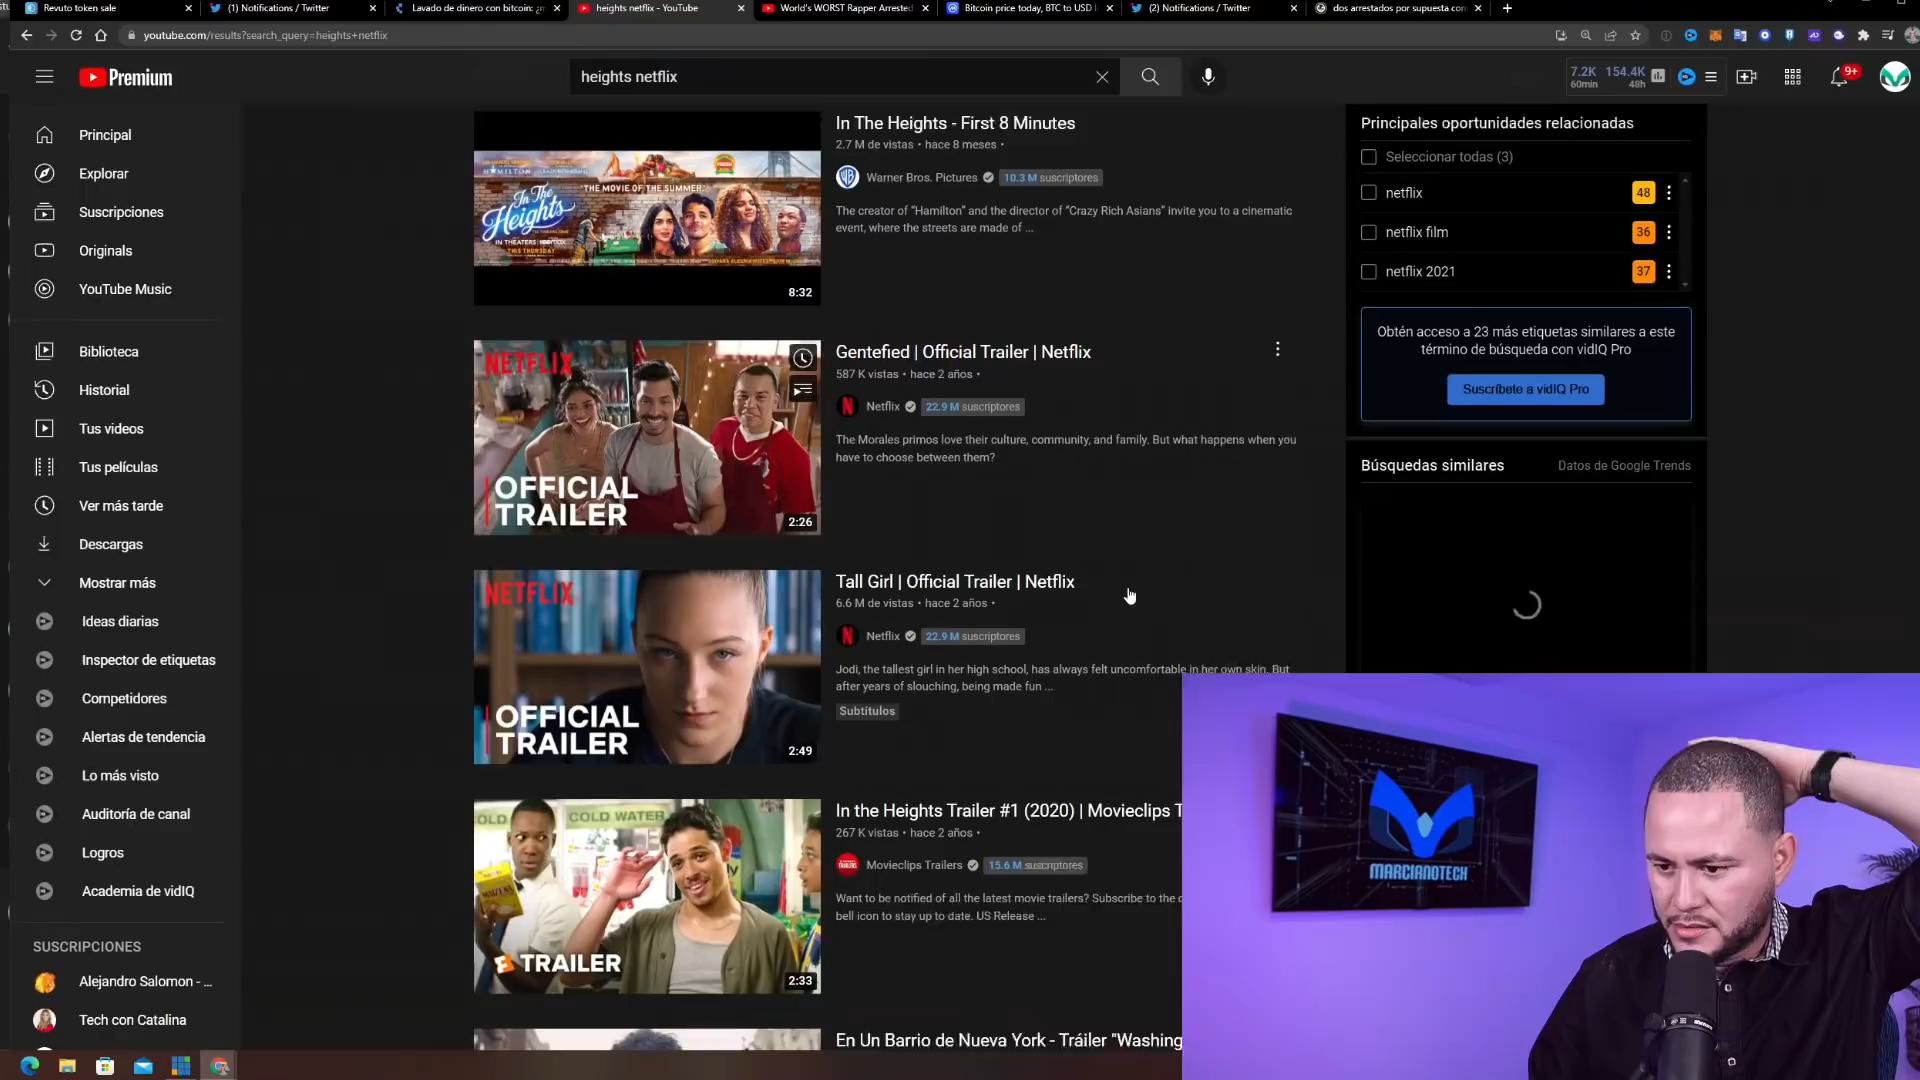 Revuto token sale
(1) Notifications / Twitter
Lavado de dinero con bitcoin: ¿m
heights netflix - YouTube
World's WORST Rapper Arrested
Bitcoin price today, BTC to USD l
(2) Notifications / Twitter
dos arrestados por supuesta con
youtube.com/results?search_query=heights+netflix
Premium
heights netflix
7.2K 154.4K
60min 48h
9+
Principal
Explorar
Suscripciones
Originals
YouTube Music
Biblioteca
Historial
Tus videos
Tus películas
Ver más tarde
Descargas
Mostrar más
Ideas diarias
Inspector de etiquetas
Competidores
Alertas de tendencia
Lo más visto
Auditoría de canal
Logros
Academia de vidIQ
SUSCRIPCIONES
Alejandro Salomon - ...
Tech con Catalina
HAMILTON
"THE MOVIE OF THE SUMMER."
In The
Heights
IN THEATERS
THIS THURSDAY
8:32
In The Heights - First 8 Minutes
2.7 M de vistas • hace 8 meses •
Warner Bros. Pictures 10.3 M suscriptores
The creator of "Hamilton" and the director of "Crazy Rich Asians" invite you to a cinematic
event, where the streets are made of ...
NETFLIX
OFFICIAL
TRAILER
2:26
Gentefied | Official Trailer | Netflix
587 K vistas • hace 2 años •
Netflix 22.9 M suscriptores
The Morales primos love their culture, community, and family. But what happens when you
have to choose between them?
NETFLIX
OFFICIAL
TRAILER
2:49
Tall Girl | Official Trailer | Netflix
6.6 M de vistas • hace 2 años •
Netflix 22.9 M suscriptores
Jodi, the tallest girl in her high school, has always felt uncomfortable in her own skin. But
after years of slouching, being made fun ...
Subtítulos
COLD
COLD WATER
TRAILER
2:33
In the Heights Trailer #1 (2020) | Movieclips T
267 K vistas • hace 2 años •
Movieclips Trailers 15.6 M suscriptores
Want to be notified of all the latest movie trailers? Subscribe to the c
bell icon to stay up to date. US Release ...
En Un Barrio de Nueva York - Tráiler "Washing
Principales oportunidades relacionadas
Seleccionar todas (3)
netflix 48
netflix film 36
netflix 2021 37
Obtén acceso a 23 más etiquetas similares a este
término de búsqueda con vidIQ Pro
Suscríbete a vidIQ Pro
Búsquedas similares Datos de Google Trends
MARCIANOTECH